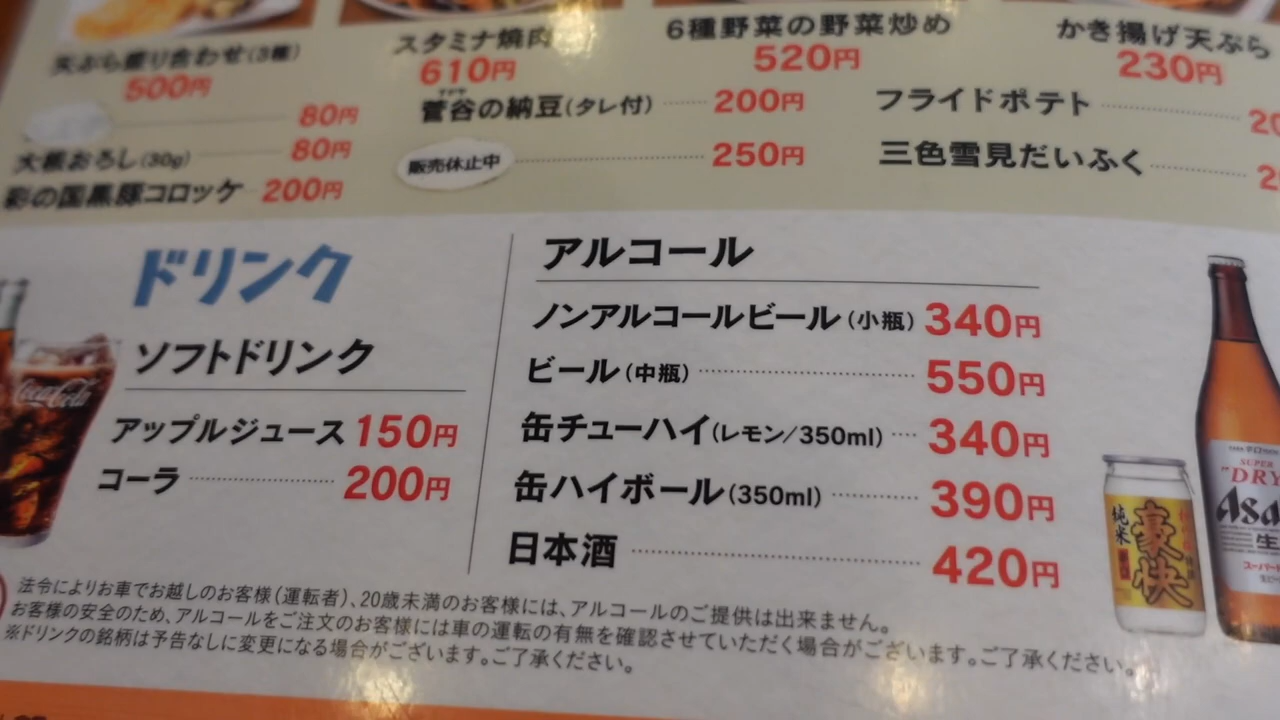 天ぷら盛り合わせ(3種)
500円
スタミナ焼肉
610円
6種野菜の野菜炒め
520円
かき揚げ天ぷら
230円
80円
大根おろし(30g) 80円
彩の国黒豚コロッケ 200円
すげのや
菅谷の納豆(タレ付) 200円
販売休止中 250円
フライドポテト
三色雪見だいふく
ドリンク
ソフトドリンク
アップルジュース 150円
コーラ 200円
Coca-Cola
アルコール
ノンアルコールビール(小瓶) 340円
ビール(中瓶) 550円
缶チューハイ(レモン/350ml) 340円
缶ハイボール(350ml) 390円
日本酒 420円
純米
豪快
SUPER
"DRY
Asa
生
法令によりお車でお越しのお客様(運転者)、20歳未満のお客様には、アルコールのご提供は出来ません。
お客様の安全のため、アルコールをご注文のお客様には車の運転の有無を確認させていただく場合がございます。ご了承ください。
※ドリンクの銘柄は予告なしに変更になる場合がございます。ご了承ください。